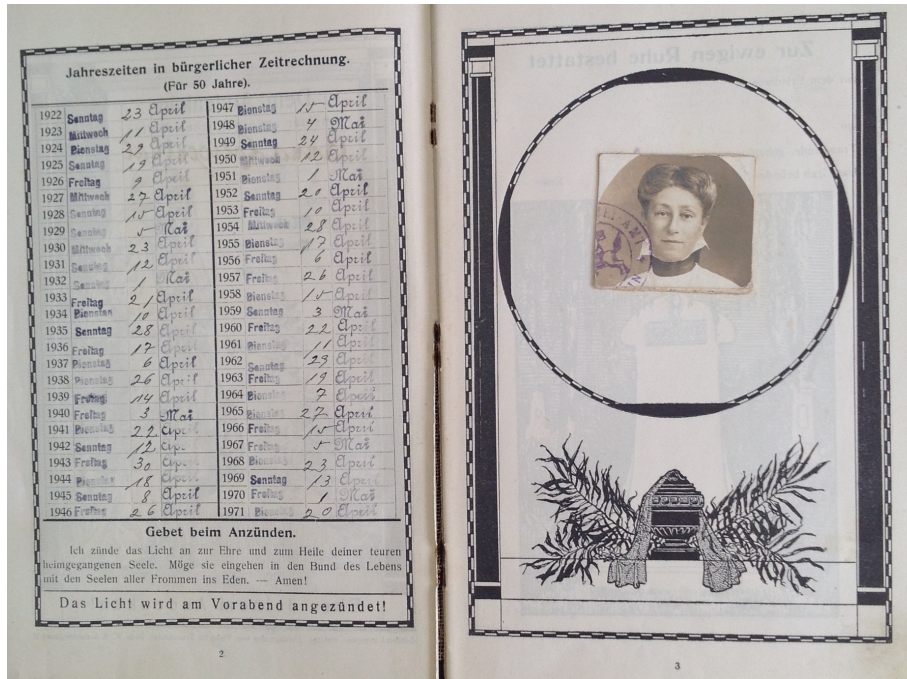 Jahreszeiten in bürgerlicher Zeitrechnung.
(Für 50 Jahre).
1922 Sonntag 23 April
1923 Mittwoch 11 April
1924 Dienstag 29 April
1925 Sonntag 19 April
1926 Freitag 9 April
1927 Mittwoch 27 April
1928 Sonntag 15 April
1929 Sonntag 5 Mai
1930 Mittwoch 23 April
1931 Sonntag 12 April
1932 Sonntag 1 Mai
1933 Freitag 21 April
1934 Dienstag 10 April
1935 Sonntag 28 April
1936 Freitag 17 April
1937 Dienstag 6 April
1938 Dienstag 26 April
1939 Freitag 14 April
1940 Freitag 3 Mai
1941 Dienstag 22 April
1942 Sonntag 12 Apr.
1943 Freitag 30 April
1944 Dienstag 18 April
1945 Sonntag 8 April
1946 Freitag 26 April
1947 Dienstag 15 April
1948 Dienstag 4 Mai
1949 Sonntag 24 April
1950 Mittwoch 12 April
1951 Dienstag 1 Mai
1952 Sonntag 20 April
1953 Freitag 10 April
1954 Mittwoch 28 April
1955 Dienstag 17 April
1956 Freitag 6 April
1957 Freitag 26 April
1958 Dienstag 15 April
1959 Sonntag 3 Mai
1960 Freitag 22 April
1961 Dienstag 11 April
1962 Sonntag 23 April
1963 Freitag 19 April
1964 Dienstag 7 April
1965 Dienstag 27 April
1966 Freitag 15 April
1967 Freitag 5 Mai
1968 Dienstag 23 April
1969 Sonntag 13 April
1970 Freitag 1 Mai
1971 Dienstag 20 April
Gebet beim Anzünden.
Ich zünde das Licht an zur Ehre und zum Heile deiner teuren
heimgegangenen Seele. Möge sie eingehen in den Bund des Lebens
mit den Seelen aller Frommen ins Eden. — Amen!
Das Licht wird am Vorabend angezündet!
2
3